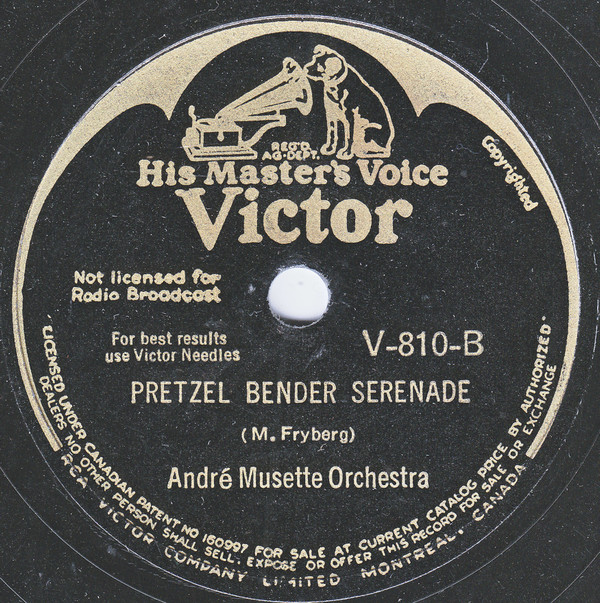 REG'D.
AG-DEPT.
His Master's Voice
Victor
Copyrighted
Not licensed for
Radio Broadcast
For best results
use Victor Needles
V-810-B
PRETZEL BENDER SERENADE
(M. Fryberg)
André Musette Orchestra
"LICENSED UNDER CANADIAN PATENT NO 160997 FOR SALE AT CURRENT CATALOG PRICE BY AUTHORIZED"
DEALERS. NO OTHER PERSON SHALL SELL, EXPOSE OR OFFER THIS RECORD FOR SALE OR EXCHANGE
RCA VICTOR COMPANY LIMITED MONTREAL, CANADA